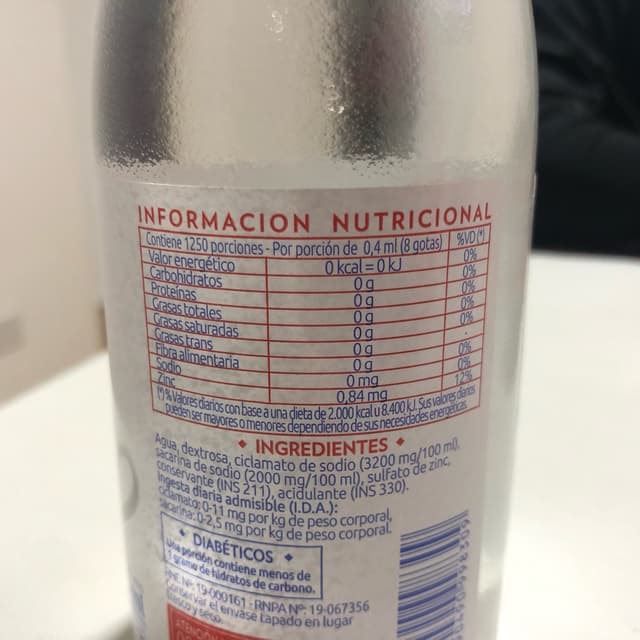 INFORMACION NUTRICIONAL
Contiene 1250 porciones - Por porción de 0,4 ml (8 gotas) %VD (*)
Valor energético 0 kcal = 0 kJ 0%
Carbohidratos 0 g 0%
Proteínas 0 g 0%
Grasas totales 0 g 0%
Grasas saturadas 0 g 0%
Grasas trans 0 g -
Fibra alimentaria 0 g 0%
Sodio 0 mg 0%
Zinc 0,84 mg 12%
(*) % Valores diarios con base a una dieta de 2.000 kcal u 8.400 kJ. Sus valores diarios
pueden ser mayores o menores dependiendo de sus necesidades energéticas.
INGREDIENTES
Agua, dextrosa, ciclamato de sodio (3200 mg/100 ml),
sacarina de sodio (2000 mg/100 ml), sulfato de zinc,
conservante (INS 211), acidulante (INS 330).
Ingesta diaria admisible (I.D.A.):
ciclamato: 0-11 mg por kg de peso corporal,
sacarina: 0-2,5 mg por kg de peso corporal.
DIABÉTICOS
Una porción contiene menos de
1 gramo de hidratos de carbono.
RNE Nº: 19-000161 - RNPA Nº: 19-067356
Conservar el envase tapado en lugar
fresco y seco.
ATENCIÓN